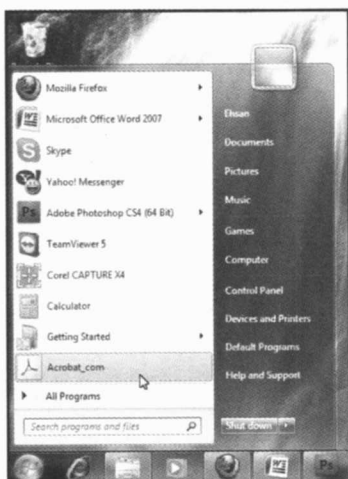 Mozilla Firefox
Microsoft Office Word 2007
Skype
Yahoo! Messenger
Adobe Photoshop CS4 (64 Bit)
TeamViewer 5
Corel CAPTURE X4
Calculator
Getting Started
Acrobat_com
All Programs
Search programs and files
Ehsan
Documents
Pictures
Music
Games
Computer
Control Panel
Devices and Printers
Default Programs
Help and Support
Shut down
Ps
Ps